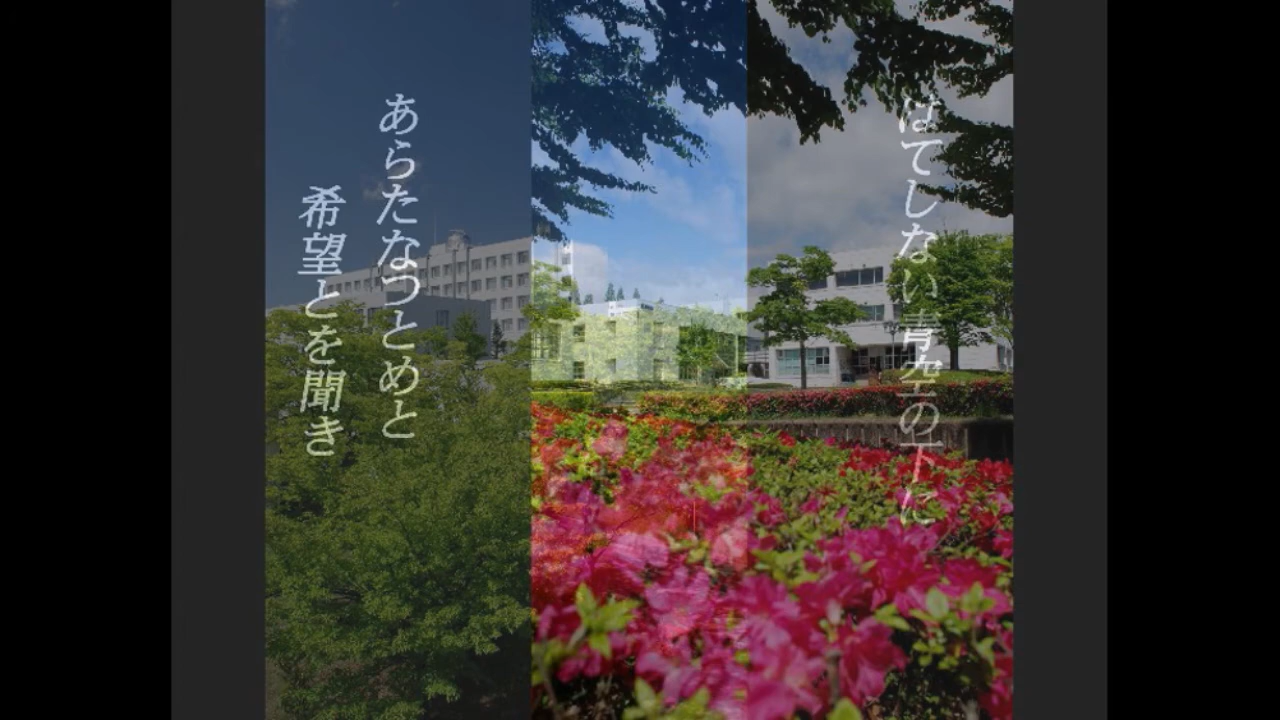 はてしない青空の下に
あらたなつとめと
希望とを聞き